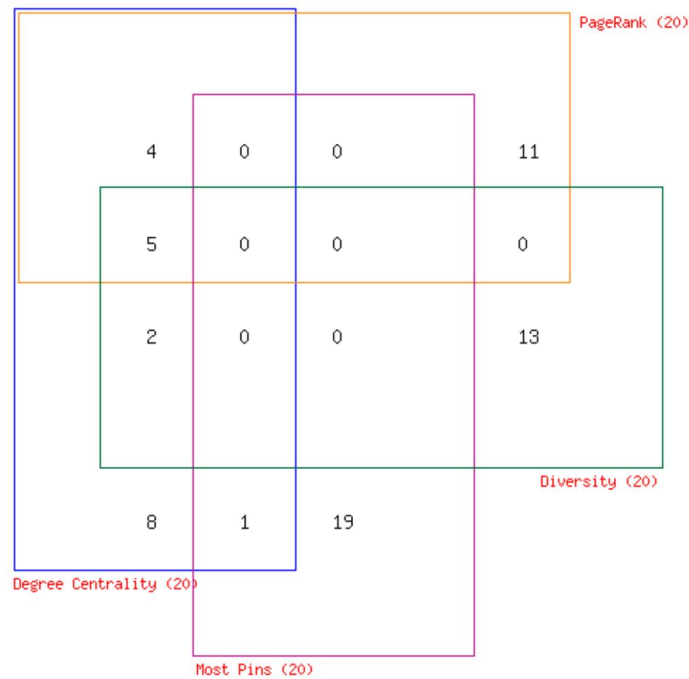 PageRank (20)
4 0 0 11
5 0 0 0
2 0 0 13
Diversity (20)
8 1 19
Degree Centrality (20)
Most Pins (20)